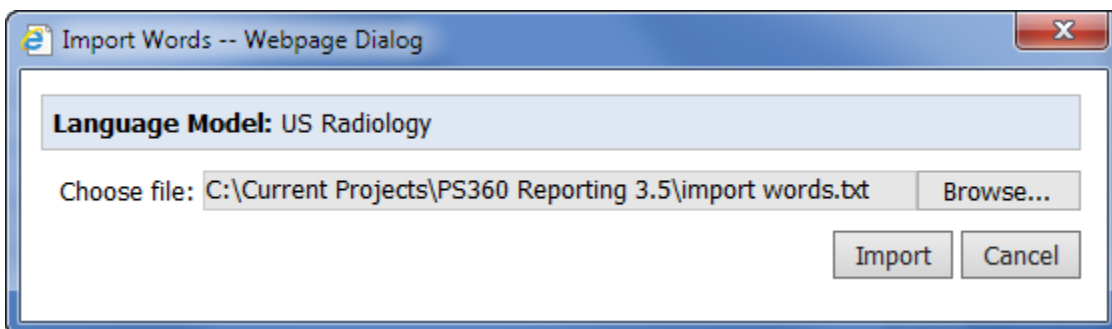 Import Words -- Webpage Dialog
x
Language Model: US Radiology
Choose file: C:\Current Projects\PS360 Reporting 3.5\import words.txt Browse...
Import Cancel